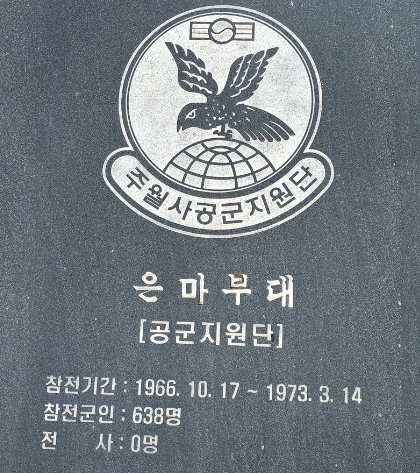 주월사공군지원단
은마부대
[공군지원단]
참전기간 : 1966. 10. 17 ~ 1973. 3. 14
참전군인 : 638명
전 사 : 0명